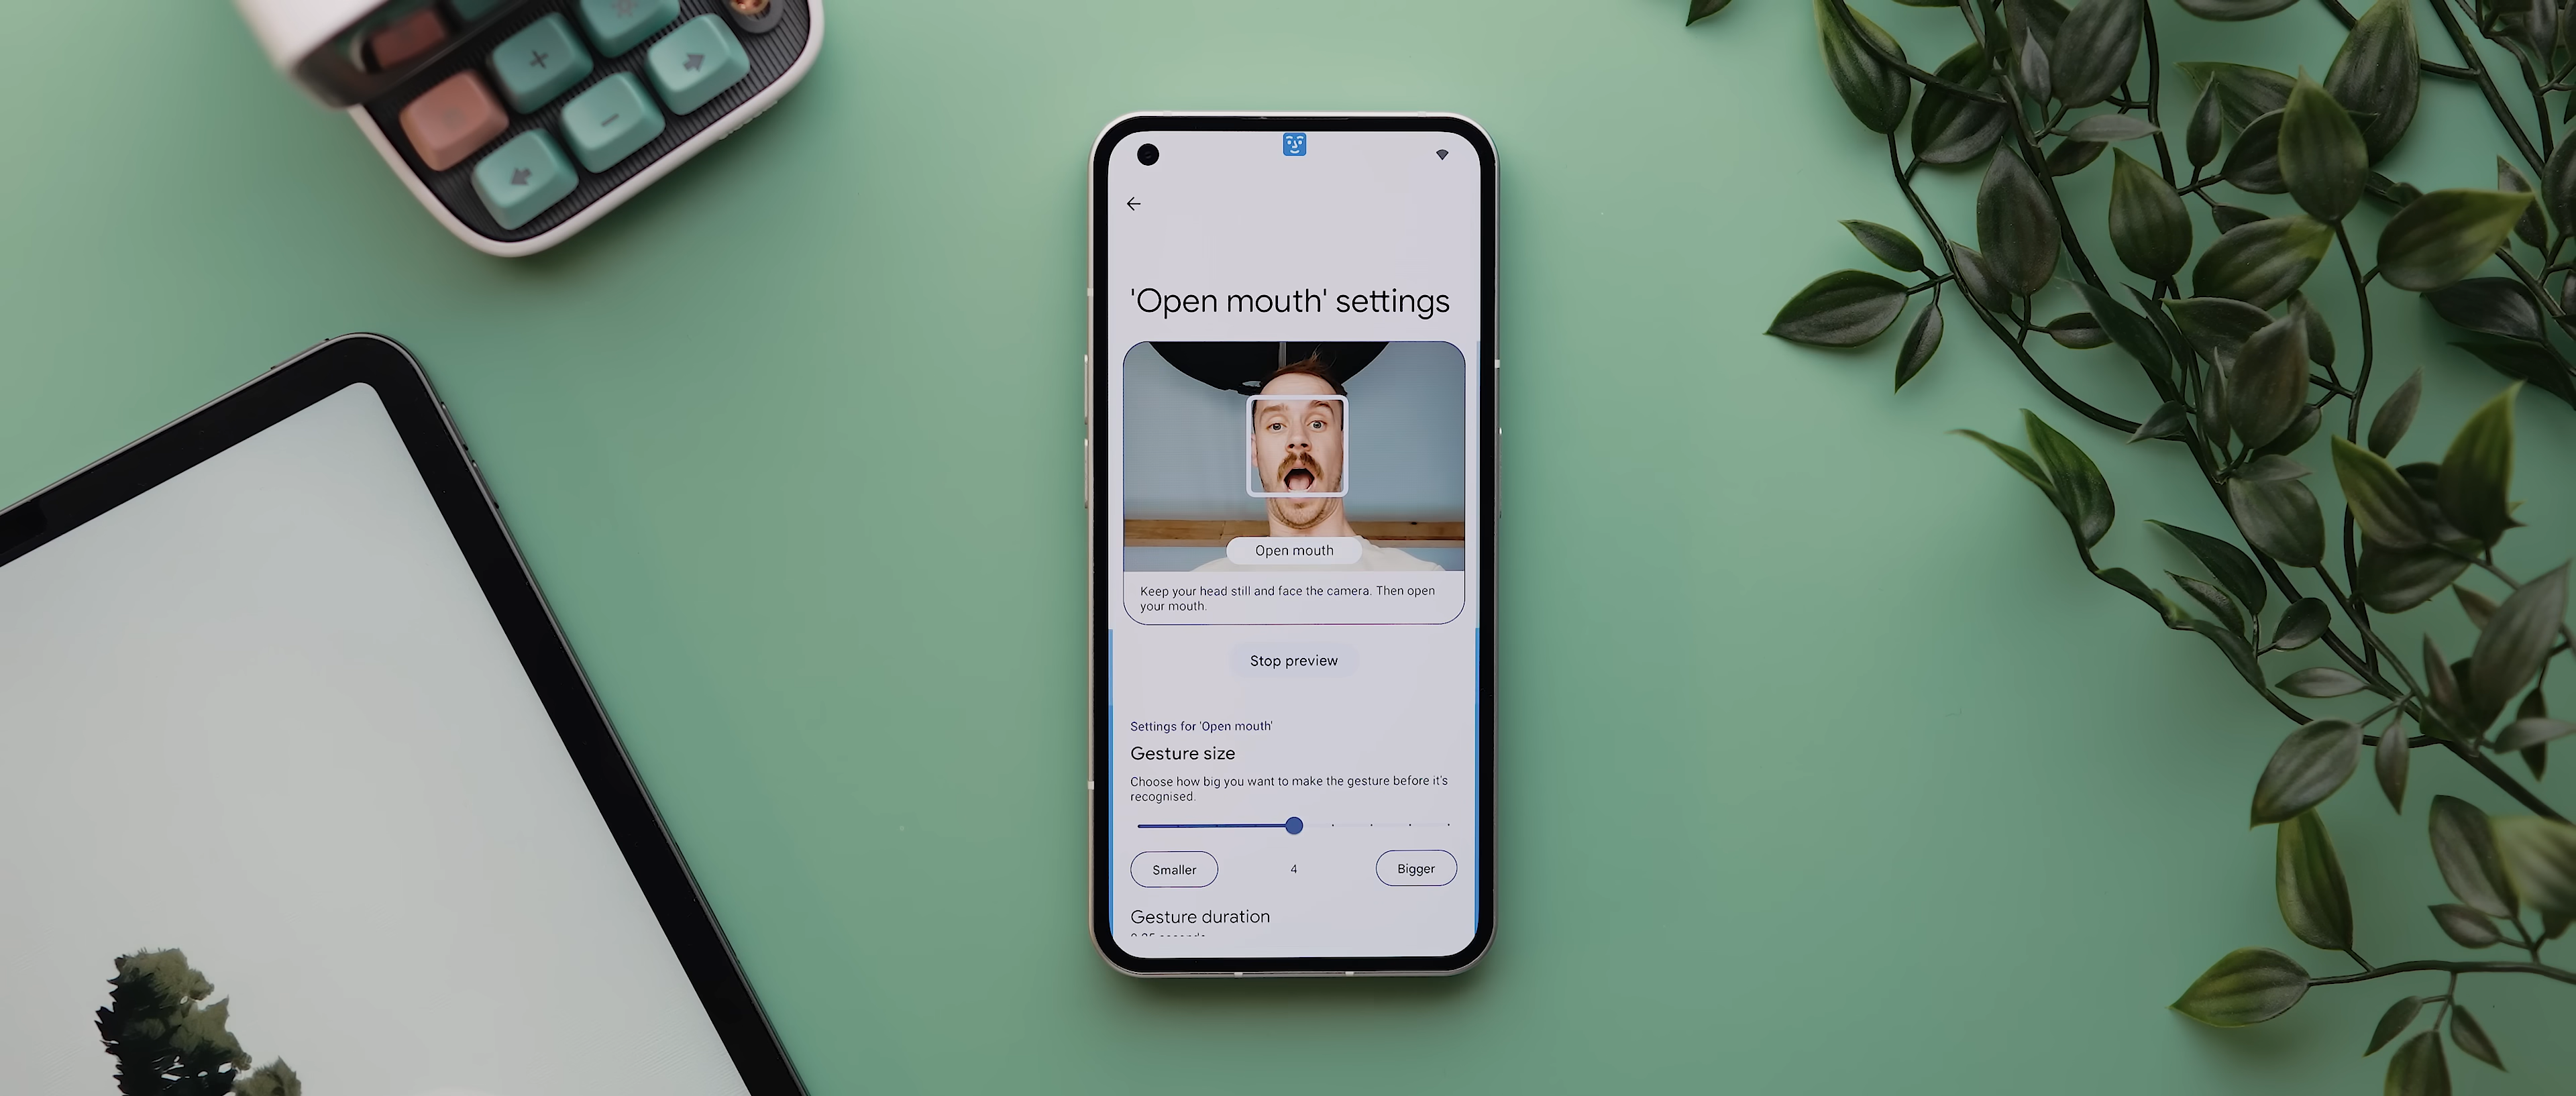 'Open mouth' settings
Open mouth
Keep your head still and face the camera. Then open
your mouth.
Stop preview
Settings for 'Open mouth'
Gesture size
Choose how big you want to make the gesture before it's
recognised.
Smaller
4
Bigger
Gesture duration